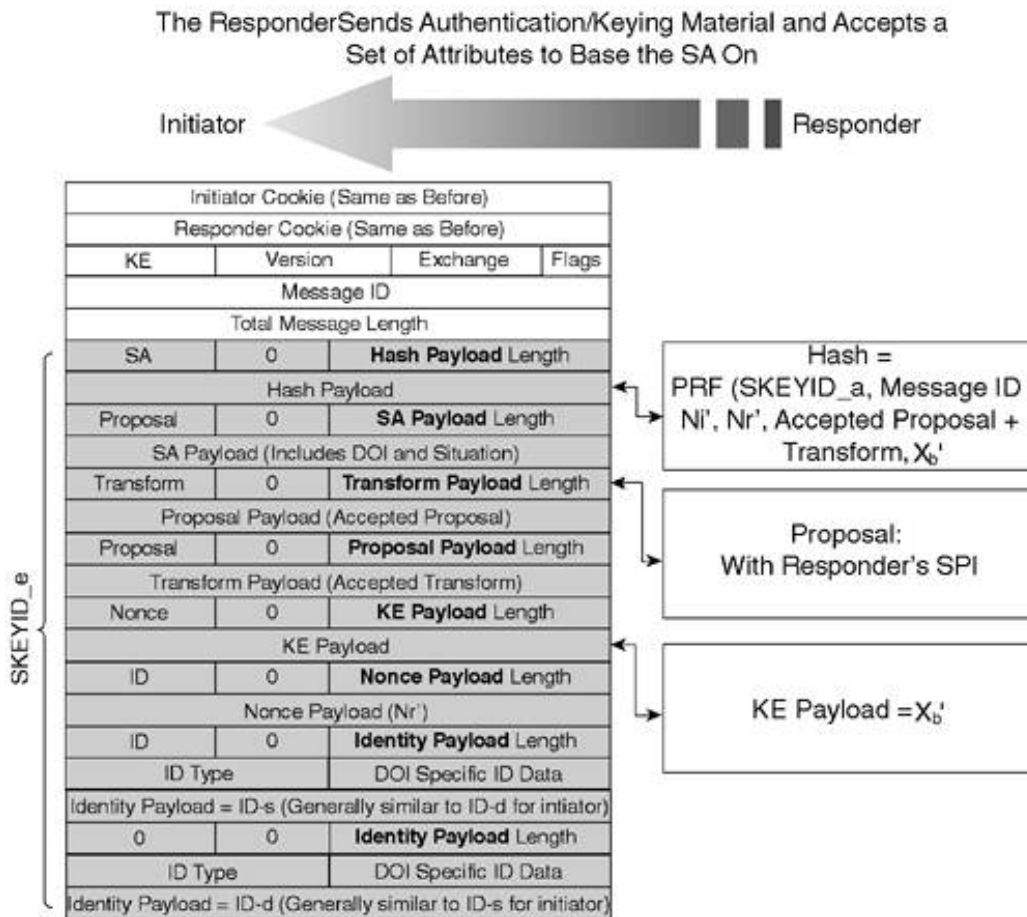 The ResponderSends Authentication/Keying Material and Accepts a
Set of Attributes to Base the SA On
Initiator
Responder
Initiator Cookie (Same as Before)
Responder Cookie (Same as Before)
KE Version Exchange Flags
Message ID
Total Message Length
SA 0 Hash Payload Length
Hash Payload
Proposal 0 SA Payload Length
SA Payload (Includes DOI and Situation)
Transform 0 Transform Payload Length
Proposal Payload (Accepted Proposal)
Proposal 0 Proposal Payload Length
Transform Payload (Accepted Transform)
Nonce 0 KE Payload Length
KE Payload
ID 0 Nonce Payload Length
Nonce Payload (Nr')
ID 0 Identity Payload Length
ID Type DOI Specific ID Data
Identity Payload = ID-s (Generally similar to ID-d for intiator)
0 0 Identity Payload Length
ID Type DOI Specific ID Data
Identity Payload = ID-d (Generally similar to ID-s for initiator)
SKEYID_e
Hash =
PRF (SKEYID_a, Message ID
Ni', Nr', Accepted Proposal +
Transform, Xb'
Proposal:
With Responder's SPI
KE Payload = Xb'